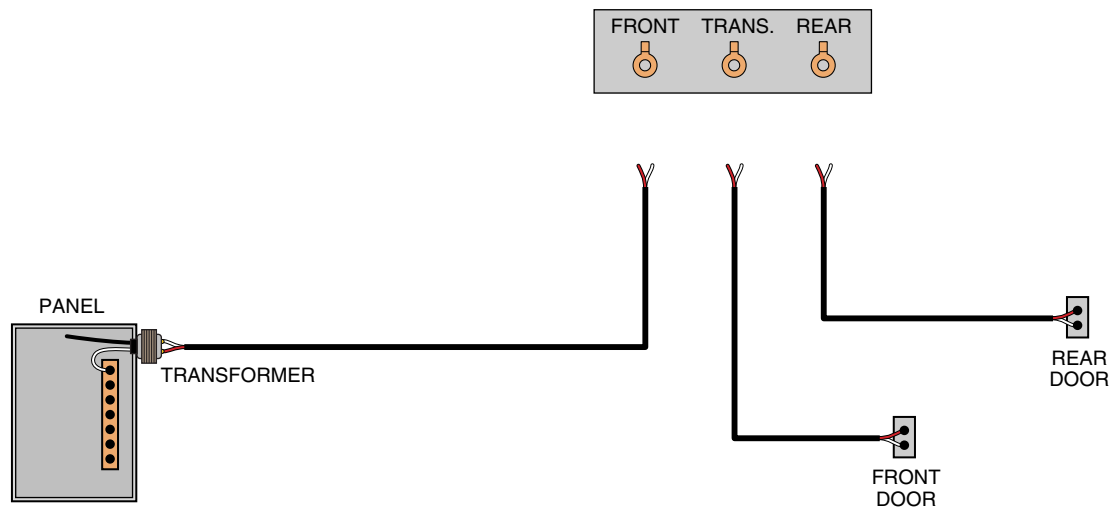 FRONT TRANS. REAR
PANEL
TRANSFORMER
REAR
DOOR
FRONT
DOOR